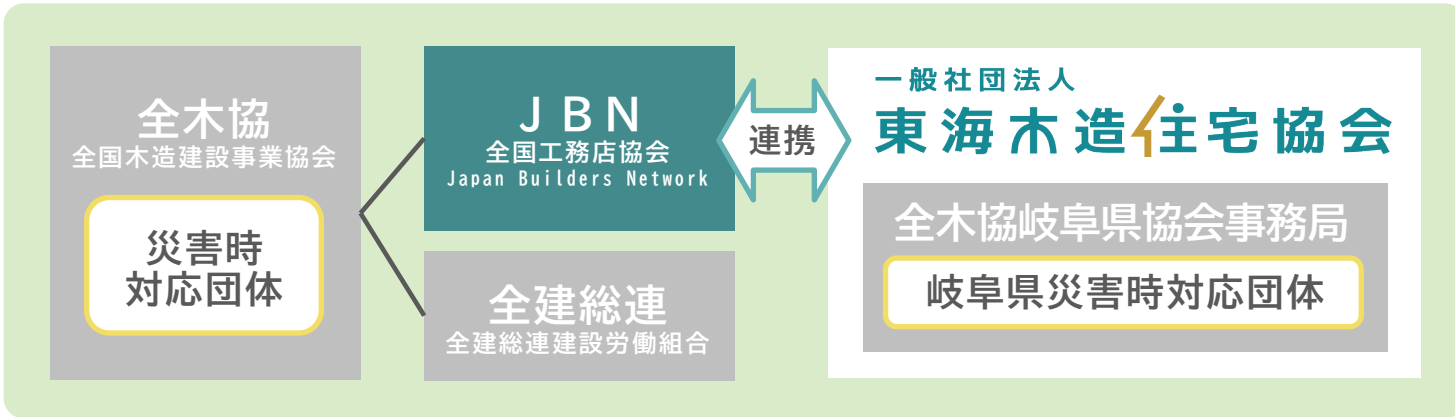 全木協
全国木造建設事業協会
災害時
対応団体
JBN
全国工務店協会
Japan Builders Network
全建総連
全建総連建設労働組合
連携
一般社団法人
東海木造住宅協会
全木協岐阜県協会事務局
岐阜県災害時対応団体